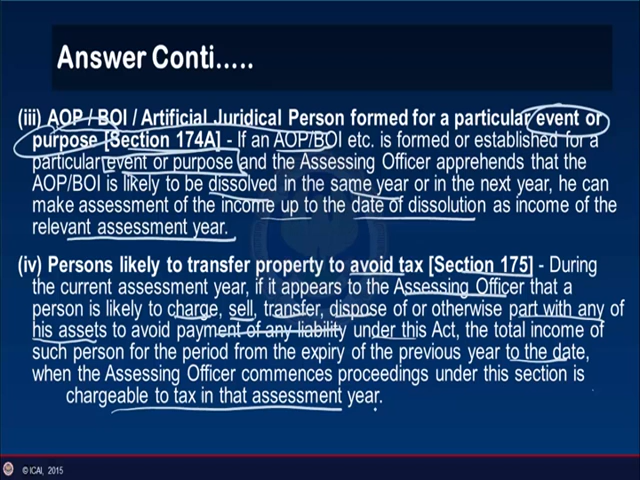 Answer Conti.....
(iii) AOP / BOI / Artificial Juridical Person formed for a particular event or
purpose [Section 174A] - If an AOP/BOI etc. is formed or established for a
particular event or purpose and the Assessing Officer apprehends that the
AOP/BOI is likely to be dissolved in the same year or in the next year, he can
make assessment of the income up to the date of dissolution as income of the
relevant assessment year.
(iv) Persons likely to transfer property to avoid tax [Section 175] - During
the current assessment year, if it appears to the Assessing Officer that a
person is likely to charge, sell, transfer, dispose of or otherwise part with any of
his assets to avoid payment of any liability under this Act, the total income of
such person for the period from the expiry of the previous year to the date,
when the Assessing Officer commences proceedings under this section is
chargeable to tax in that assessment year.
© ICAI, 2015